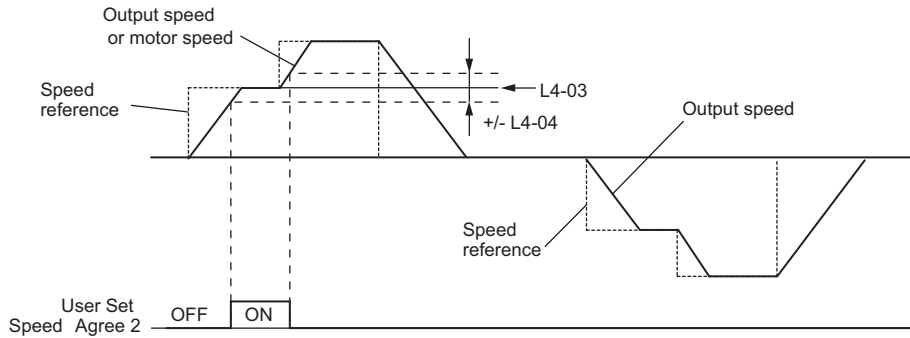 Output speed
or motor speed
Speed
reference
L4-03
+/- L4-04
Output speed
Speed
reference
User Set
Speed Agree 2
OFF
ON